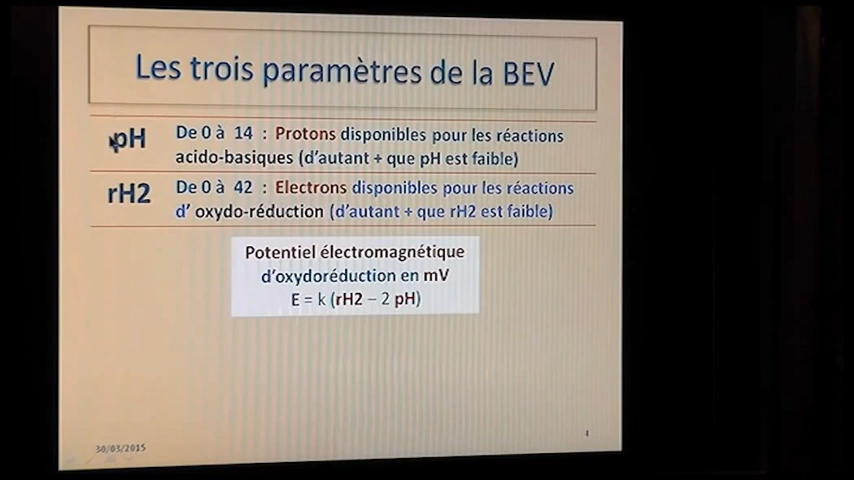 Les trois paramètres de la BEV
pH
De 0 à 14 : Protons disponibles pour les réactions
acido-basiques (d'autant + que pH est faible)
rH2
De 0 à 42 : Electrons disponibles pour les réactions
d' oxydo-réduction (d'autant + que rH2 est faible)
Potentiel électromagnétique
d'oxydoréduction en mV
E = k (rH2 – 2 pH)
30/03/2015
4